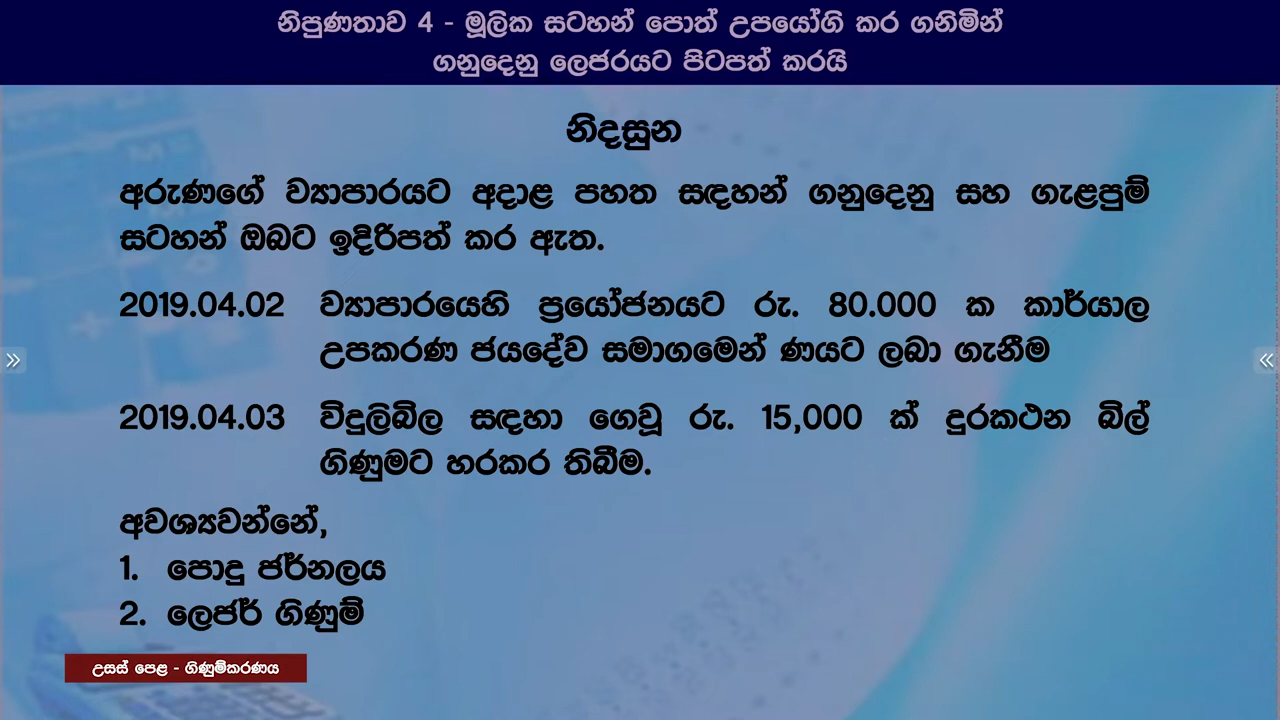 නිපුණතාව 4 - මූලික සටහන් පොත් උපයෝගි කර ගනිමින්
ගනුදෙනු ලෙජරයට පිටපත් කරයි
නිදසුන
අරුණගේ ව්‍යාපාරයට අදාළ පහත සඳහන් ගනුදෙනු සහ ගැළපුම්
සටහන් ඔබට ඉදිරිපත් කර ඇත.
2019.04.02 ව්‍යාපාරයෙහි ප්‍රයෝජනයට රු. 80.000 ක කාර්යාල
උපකරණ ජයදේව සමාගමෙන් ණයට ලබා ගැනීම
2019.04.03 විදුලිබිල සඳහා ගෙවූ රු. 15,000 ක් දුරකථන බිල්
ගිණුමට හරකර තිබීම.
අවශ්‍යවන්නේ,
1. පොදු ජර්නලය
2. ලෙජර් ගිණුම්
උසස් පෙළ - ගිණුම්කරණය